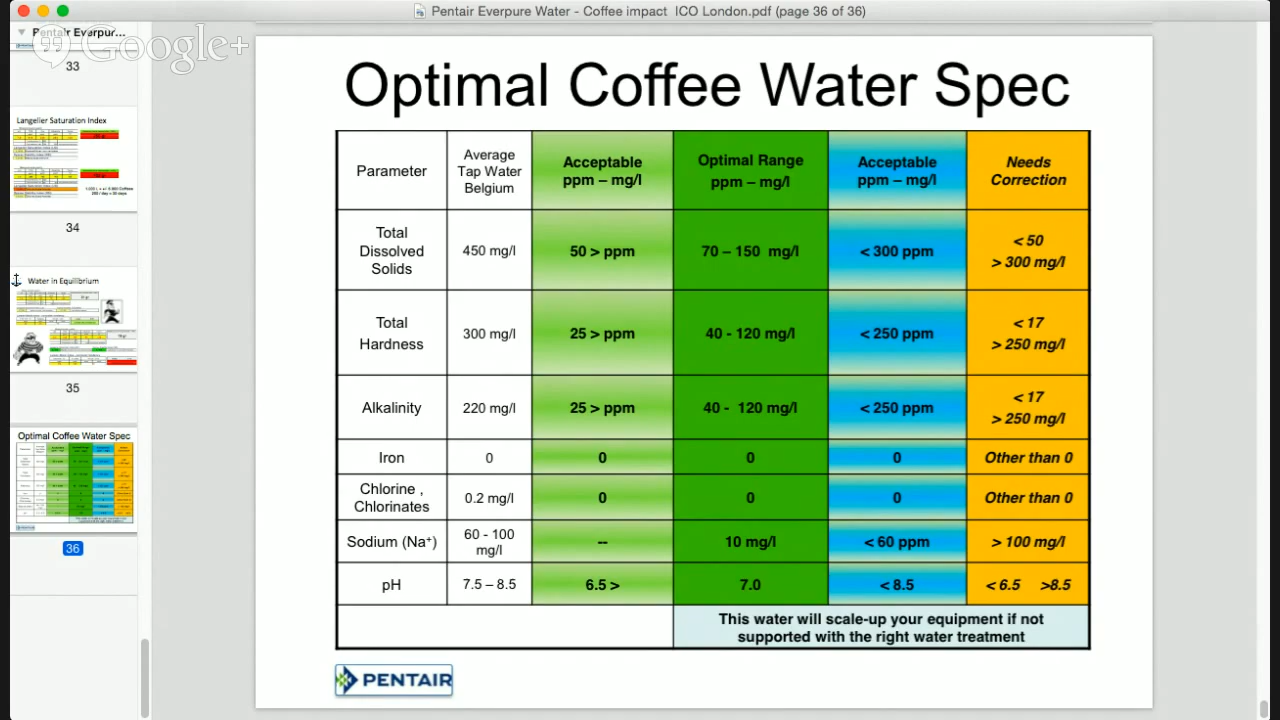 Pentair Everpure Water - Coffee impact ICO London.pdf (page 36 of 36)
Pentair Everpur...
Google+
33
Langelier Saturation Index
34
Water in Equilibrium
35
Optimal Coffee Water Spec
36
Optimal Coffee Water Spec
Parameter
Average
Tap Water
Belgium
Acceptable
ppm – mg/l
Optimal Range
ppm – mg/l
Acceptable
ppm – mg/l
Needs
Correction
Total
Dissolved
Solids
450 mg/l
50 > ppm
70 – 150 mg/l
< 300 ppm
< 50
> 300 mg/l
Total
Hardness
300 mg/l
25 > ppm
40 - 120 mg/l
< 250 ppm
< 17
> 250 mg/l
Alkalinity
220 mg/l
25 > ppm
40 - 120 mg/l
< 250 ppm
< 17
> 250 mg/l
Iron
0
0
0
0
Other than 0
Chlorine ,
Chlorinates
0.2 mg/l
0
0
0
Other than 0
Sodium (Na⁺)
60 - 100
mg/l
--
10 mg/l
< 60 ppm
> 100 mg/l
pH
7.5 – 8.5
6.5 >
7.0
< 8.5
< 6.5 >8.5
This water will scale-up your equipment if not
supported with the right water treatment
PENTAIR